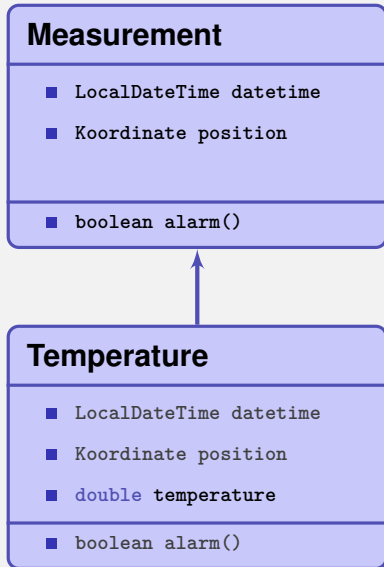 Measurement
LocalDateTime datetime
Koordinate position
boolean alarm()
Temperature
LocalDateTime datetime
Koordinate position
double temperature
boolean alarm()